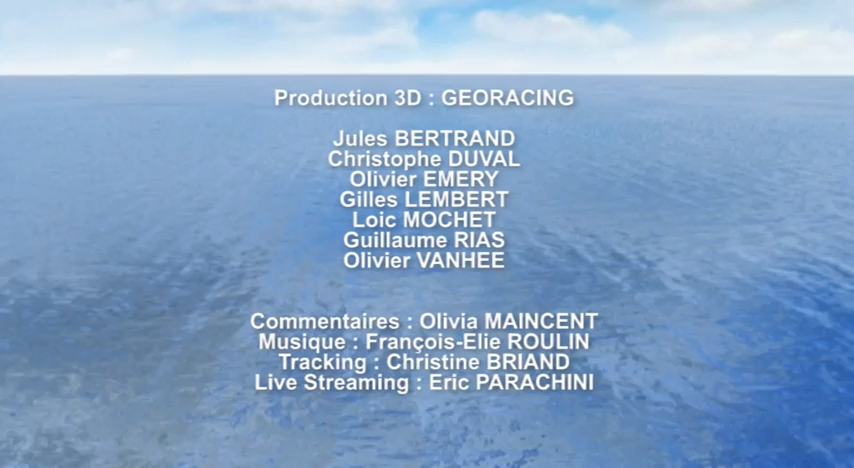 Production 3D : GEORACING
Jules BERTRAND
Christophe DUVAL
Olivier EMERY
Gilles LEMBERT
Loic MOCHET
Guillaume RIAS
Olivier VANHEE
Commentaires : Olivia MAINCENT
Musique : François-Elie ROULIN
Tracking : Christine BRIAND
Live Streaming : Eric PARACHINI